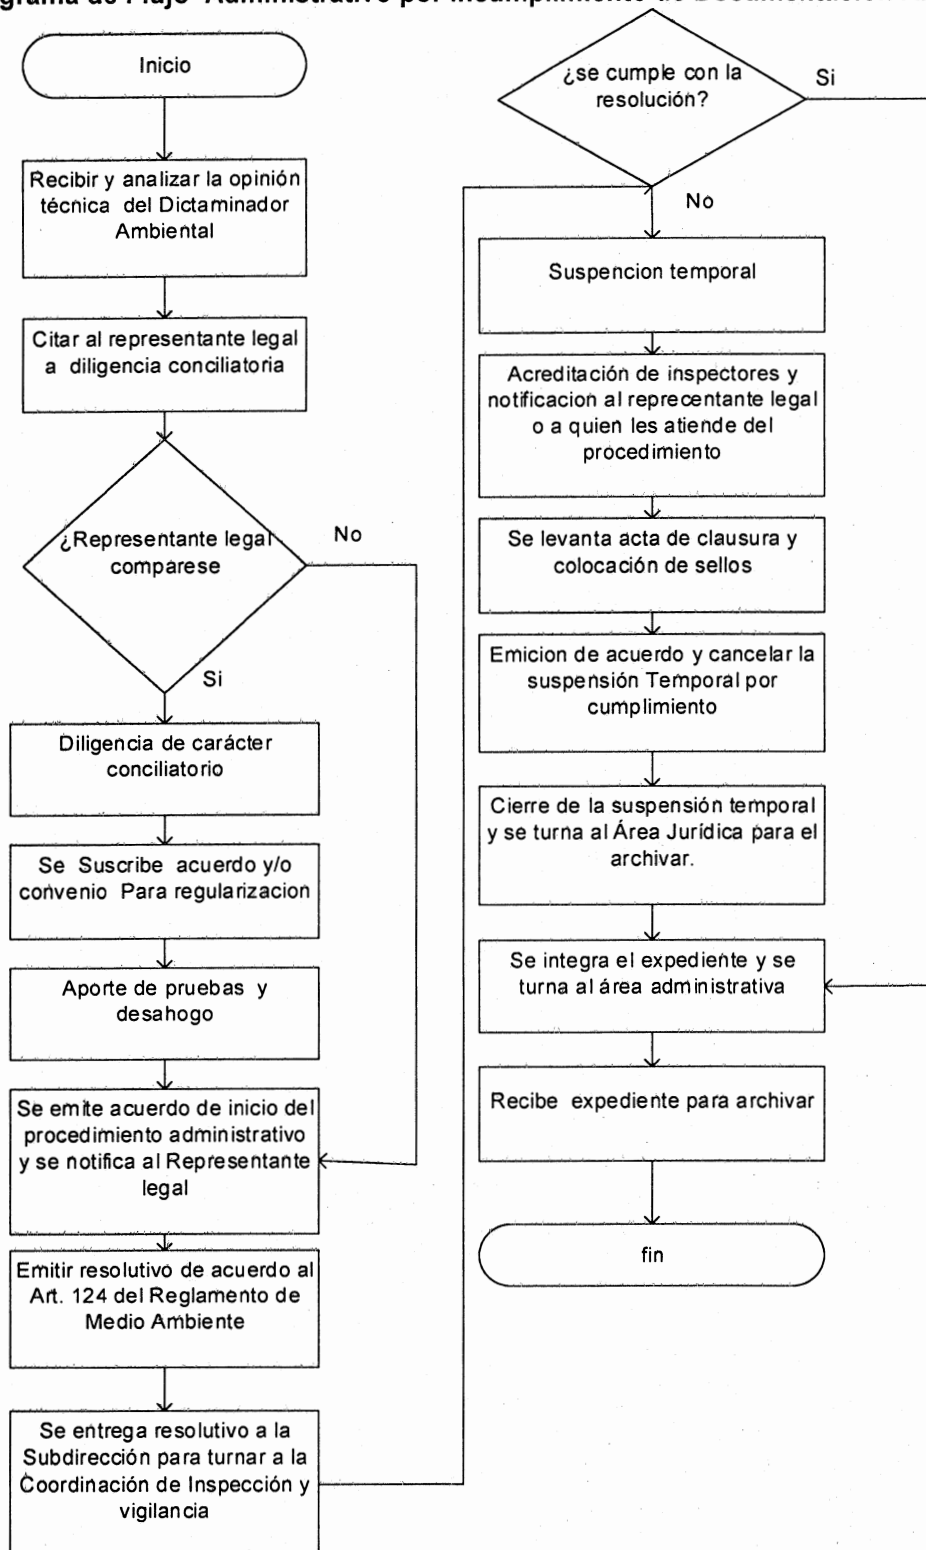 de Flujo Administrativo por
Inicio
Recibir y analizar la opinión
técnica del Dictaminador
Ambiental
Citar al representante legal
a diligencia conciliatoria
¿Representante legal
comparese
No
Si
Diligencia de carácter
conciliatorio
Se Suscribe acuerdo y/o
convenio Para regularizacion
Aporte de pruebas y
desahogo
Se emite acuerdo de inicio del
procedimiento administrativo
y se notifica al Representante
legal
Emitir resolutivo de acuerdo al
Art. 124 del Reglamento de
Medio Ambiente
Se entrega resolutivo a la
Subdirección para turnar a la
Coordinación de Inspección y
vigilancia
¿se cumple con la
resolución?
Si
No
Suspencion temporal
Acreditación de inspectores y
notificacion al reprecentante legal
o a quien les atiende del
procedimiento
Se levanta acta de clausura y
colocación de sellos
Emicion de acuerdo y cancelar la
suspensión Temporal por
cumplimiento
Cierre de la suspensión temporal
y se turna al Área Jurídica para el
archivar.
Se integra el expediente y se
turna al área administrativa
Recibe expediente para archivar
fin